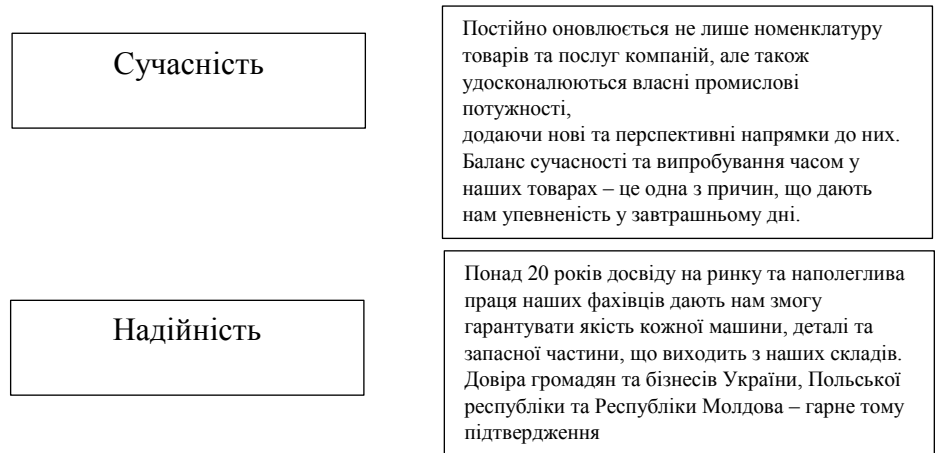 Сучасність
Постійно оновлюється не лише номенклатуру
товарів та послуг компаній, але також
удосконалюються власні промислові
потужності,
додаючи нові та перспективні напрямки до них.
Баланс сучасності та випробування часом у
наших товарах – це одна з причин, що дають
нам упевненість у завтрашньому дні.
Надійність
Понад 20 років досвіду на ринку та наполеглива
праця наших фахівців дають нам змогу
гарантувати якість кожної машини, деталі та
запасної частини, що виходить з наших складів.
Довіра громадян та бізнесів України, Польської
республіки та Республіки Молдова – гарне тому
підтвердження